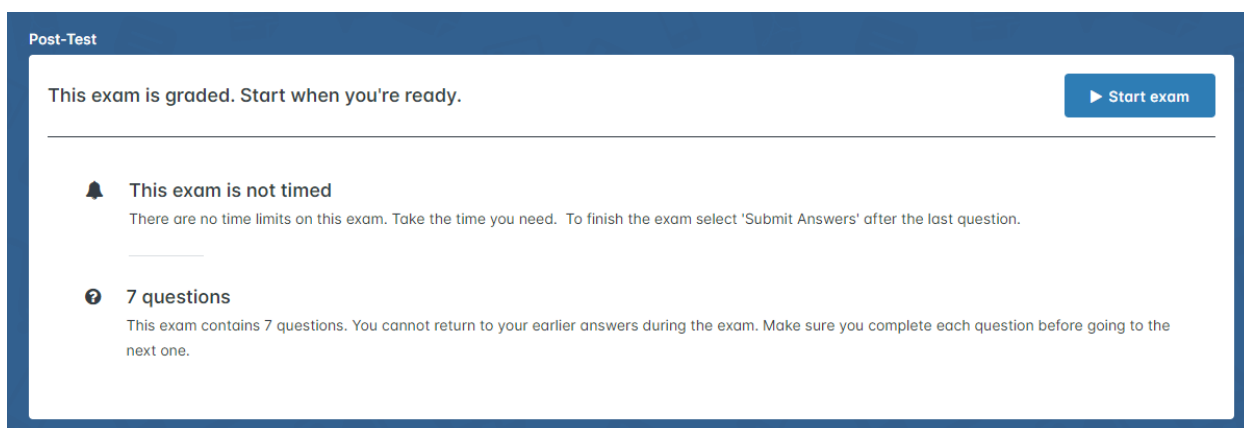 Post-Test
This exam is graded. Start when you're ready.
Start exam
This exam is not timed
There are no time limits on this exam. Take the time you need. To finish the exam select 'Submit Answers' after the last question.
7 questions
This exam contains 7 questions. You cannot return to your earlier answers during the exam. Make sure you complete each question before going to the
next one.